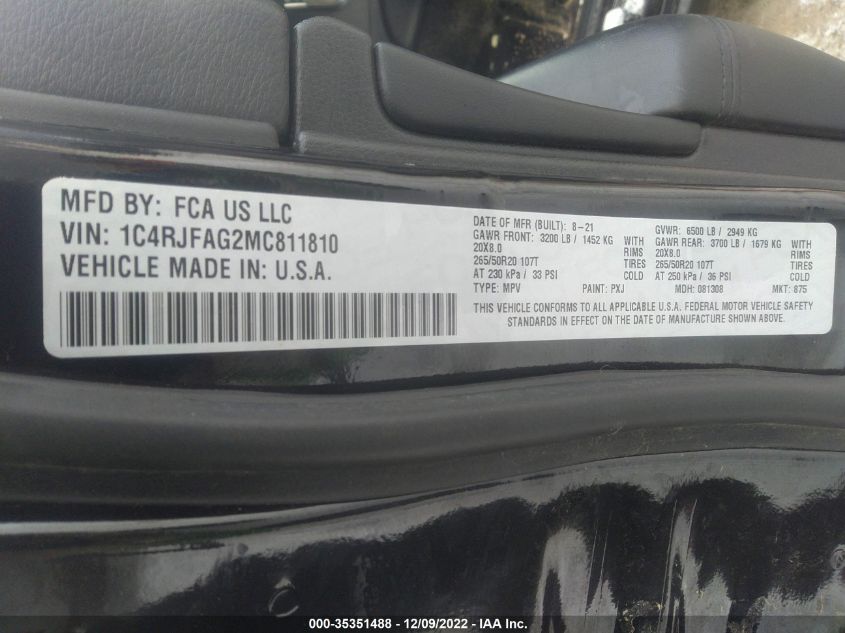 MFD BY: FCA US LLC
VIN: 1C4RJFAG2MC811810
VEHICLE MADE IN: U.S.A.
DATE OF MFR (BUILT): 8-21
GAWR FRONT: 3200 LB / 1452 KG WITH
20X8.0 RIMS
265/50R20 107T TIRES
AT 230 kPa / 33 PSI COLD
TYPE: MPV PAINT: PXJ
GVWR: 6500 LB / 2949 KG
GAWR REAR: 3700 LB / 1679 KG WITH
20X8.0 RIMS
265/50R20 107T TIRES
AT 250 kPa / 36 PSI COLD
MDH: 081308 MKT: 875
THIS VEHICLE CONFORMS TO ALL APPLICABLE U.S.A. FEDERAL MOTOR VEHICLE SAFETY
STANDARDS IN EFFECT ON THE DATE OF MANUFACTURE SHOWN ABOVE.
000-35351488 - 12/09/2022 - IAA Inc.